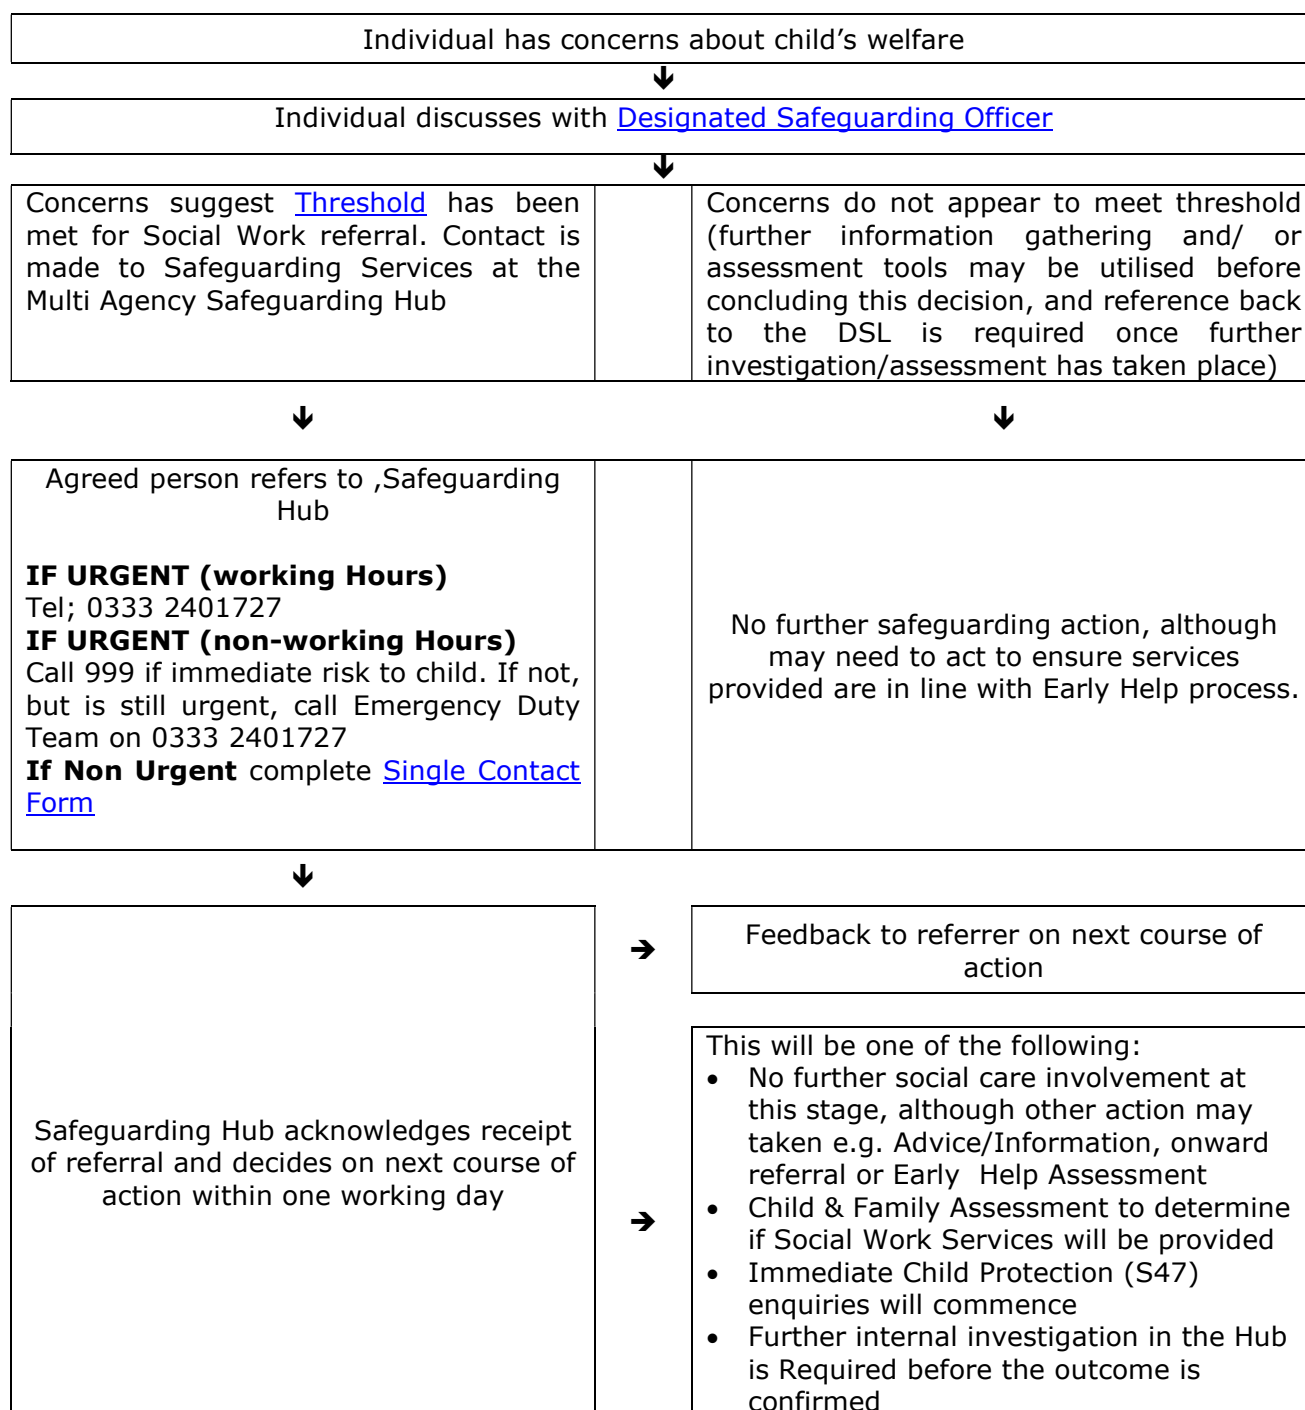 Individual has concerns about child’s welfare
Individual discusses with Designated Safeguarding Officer
Concerns suggest Threshold has been
met for Social Work referral. Contact is
made to Safeguarding Services at the
Multi Agency Safeguarding Hub
Concerns do not appear to meet threshold
(further information gathering and/ or
assessment tools may be utilised before
concluding this decision, and reference back
to the DSL is required once further
investigation/assessment has taken place)
Agreed person refers to ,Safeguarding
Hub
IF URGENT (working Hours)
Tel; 0333 2401727
IF URGENT (non-working Hours)
Call 999 if immediate risk to child. If not,
but is still urgent, call Emergency Duty
Team on 0333 2401727
If Non Urgent complete Single Contact
Form
No further safeguarding action, although
may need to act to ensure services
provided are in line with Early Help process.
Safeguarding Hub acknowledges receipt
of referral and decides on next course of
action within one working day
Feedback to referrer on next course of
action
This will be one of the following:
• No further social care involvement at
this stage, although other action may
taken e.g. Advice/Information, onward
referral or Early  Help Assessment
• Child & Family Assessment to determine
if Social Work Services will be provided
• Immediate Child Protection (S47)
enquiries will commence
• Further internal investigation in the Hub
is Required before the outcome is
confirmed